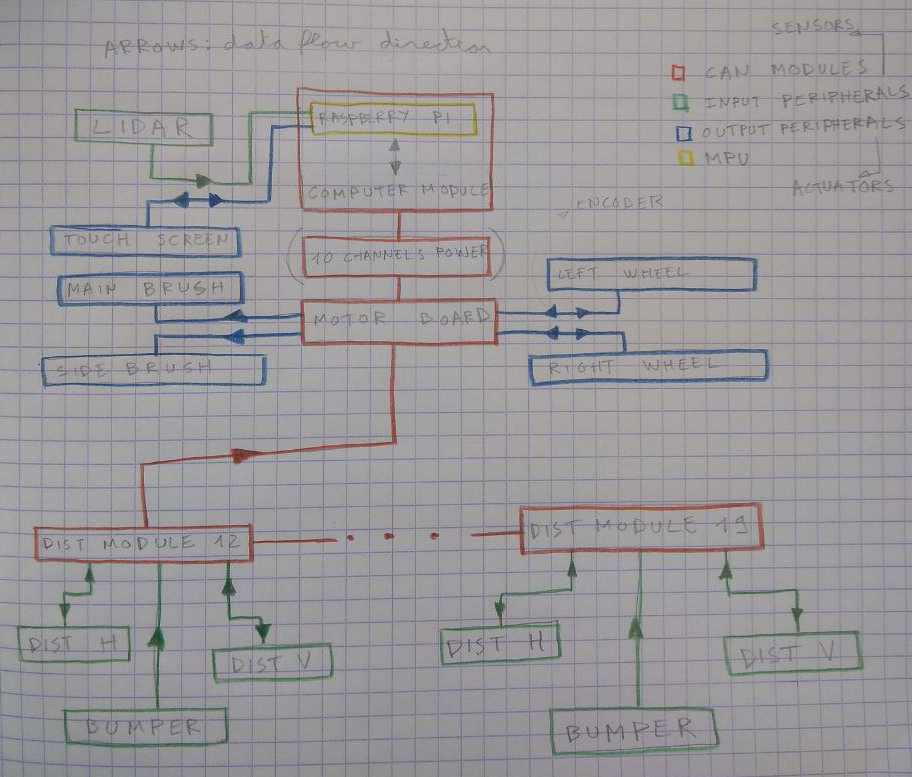 SENSORS
ARROWS: data flow direction
CAN MODULES
INPUT PERIPHERALS
OUTPUT PERIPHERALS
MPU
ACTUATORS
LIDAR
RASPBERRY PI
COMPUTER MODULE
ENCODER
TOUCH SCREEN
(10 CHANNELS POWER)
MAIN BRUSH
LEFT WHEEL
MOTOR BOARD
SIDE BRUSH
RIGHT WHEEL
DIST MODULE 12
DIST MODULE 19
DIST H
DIST V
DIST H
DIST V
BUMPER
BUMPER